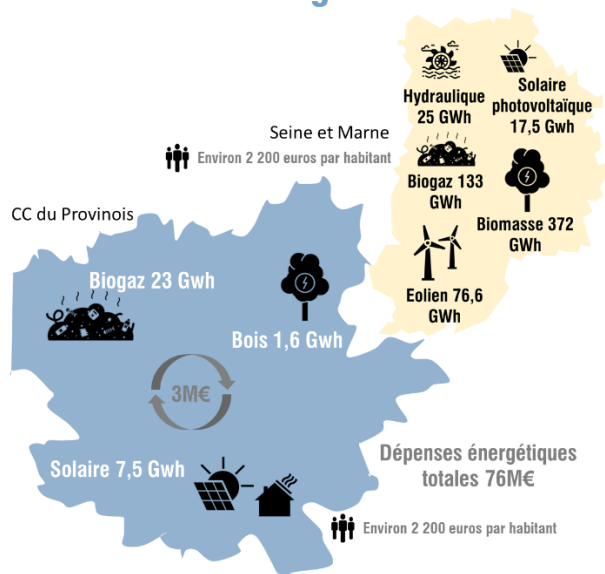 Hydraulique
25 GWh
Solaire
photovoltaïque
17,5 Gwh
Seine et Marne
Environ 2 200 euros par habitant
Biogaz 133
GWh
Biomasse 372
GWh
CC du Provinois
Eolien 76,6
GWh
Biogaz 23 Gwh
Bois 1,6 Gwh
3M€
Solaire 7,5 Gwh
Dépenses énergétiques
totales 76M€
Environ 2 200 euros par habitant